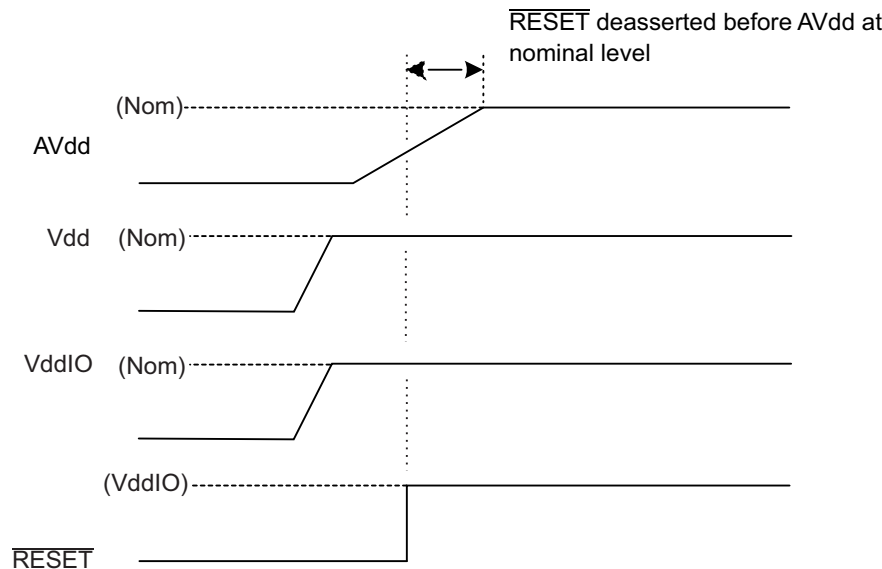 RESET deasserted before AVdd at
nominal level
(Nom)
AVdd
Vdd (Nom)
VddIO (Nom)
(VddIO)
RESET